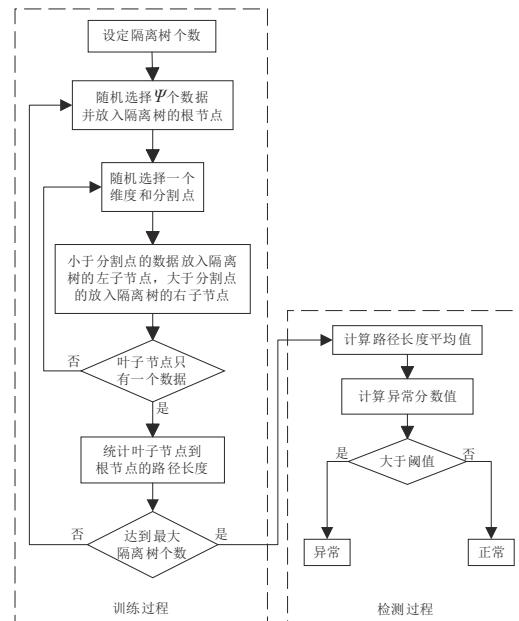 设定隔离树个数
随机选择Ψ个数据
并放入隔离树的根节点
随机选择一个
维度和分割点
小于分割点的数据放入隔离
树的左子节点，大于分割点
的放入隔离树的右子节点
否
叶子节点只
有一个数据
是
统计叶子节点到
根节点的路径长度
否
达到最大
隔离树个数
是
训练过程
计算路径长度平均值
计算异常分数值
是
大于阈值
否
异常
正常
检测过程